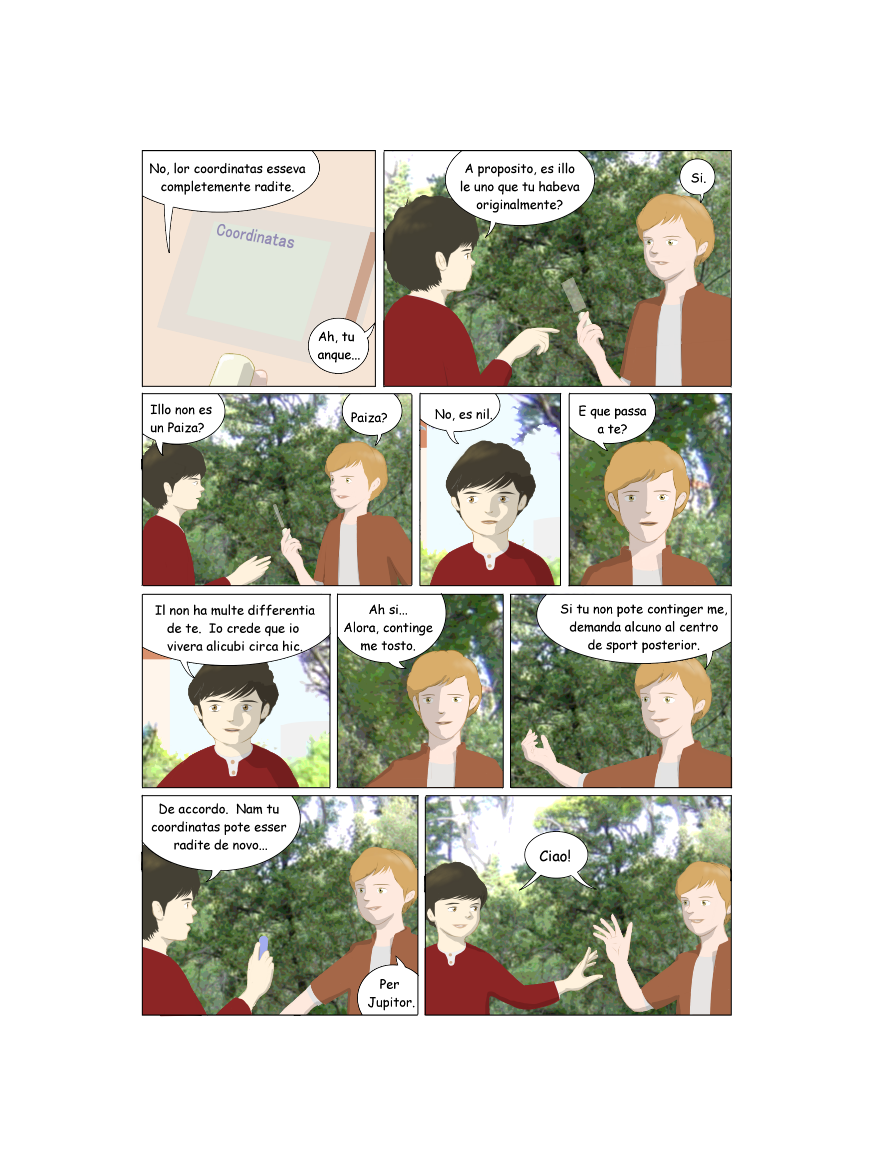 No, lor coordinatas esseva
completemente radite.
Coordinatas
Ah, tu
anque...
A proposito, es illo
le uno que tu habeva
originalmente?
Si.
Illo non es
un Paiza?
Paiza?
No, es nil.
E que passa
a te?
Il non ha multe differentia
de te. Io crede que io
vivera alicubi circa hic.
Ah si...
Alora, continge
me tosto.
Si tu non pote continger me,
demanda alcuno al centro
de sport posterior.
De accordo. Nam tu
coordinatas pote esser
radite de novo...
Per
Jupitor.
Ciao!